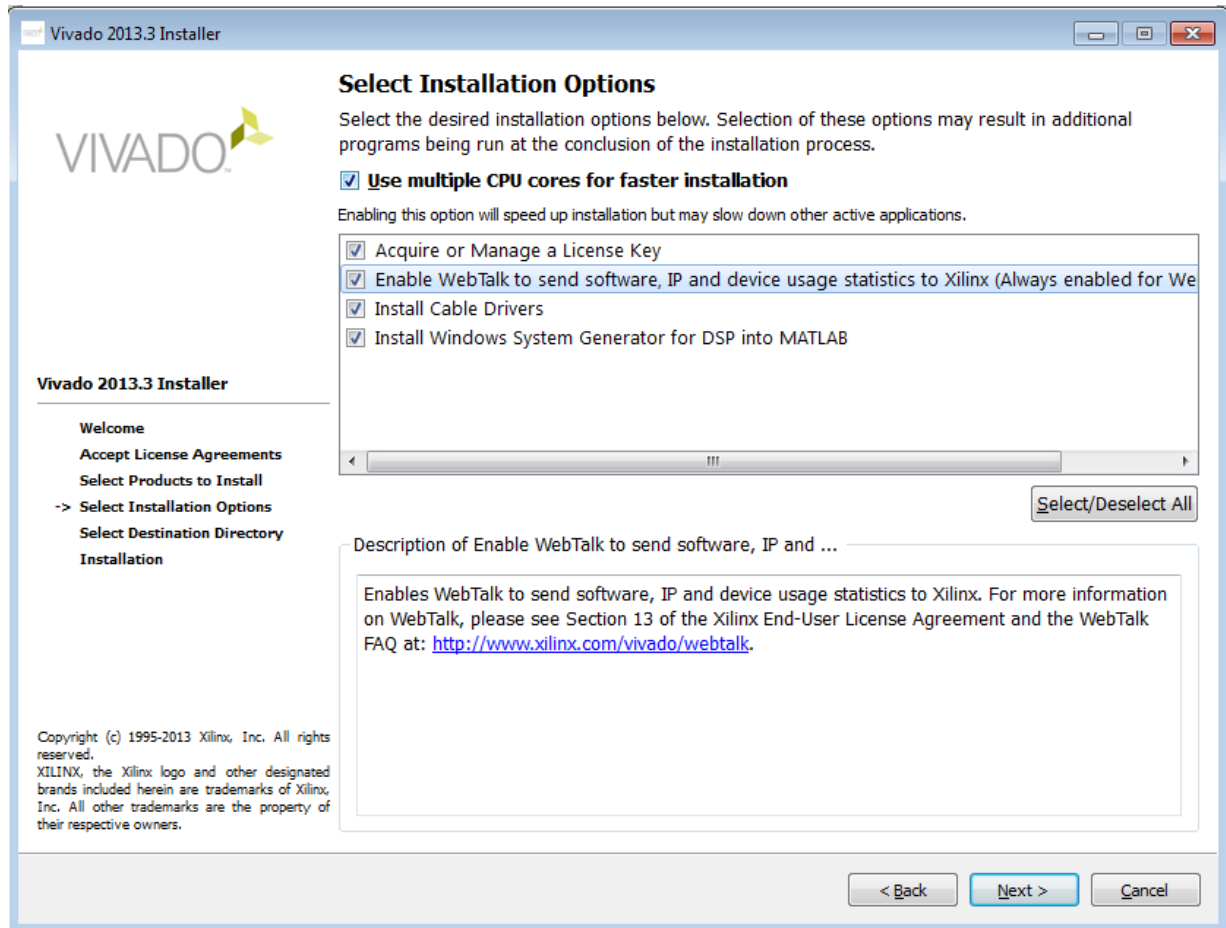 Vivado 2013.3 Installer
VIVADO
Select Installation Options
Select the desired installation options below. Selection of these options may result in additional
programs being run at the conclusion of the installation process.
Use multiple CPU cores for faster installation
Enabling this option will speed up installation but may slow down other active applications.
Acquire or Manage a License Key
Enable WebTalk to send software, IP and device usage statistics to Xilinx (Always enabled for We
Install Cable Drivers
Install Windows System Generator for DSP into MATLAB
Select/Deselect All
Vivado 2013.3 Installer
Welcome
Accept License Agreements
Select Products to Install
-> Select Installation Options
Select Destination Directory
Installation
Description of Enable WebTalk to send software, IP and ...
Enables WebTalk to send software, IP and device usage statistics to Xilinx. For more information
on WebTalk, please see Section 13 of the Xilinx End-User License Agreement and the WebTalk
FAQ at: http://www.xilinx.com/vivado/webtalk.
Copyright (c) 1995-2013 Xilinx, Inc. All rights
reserved.
XILINX, the Xilinx logo and other designated
brands included herein are trademarks of Xilinx,
Inc. All other trademarks are the property of
their respective owners.
< Back
Next >
Cancel